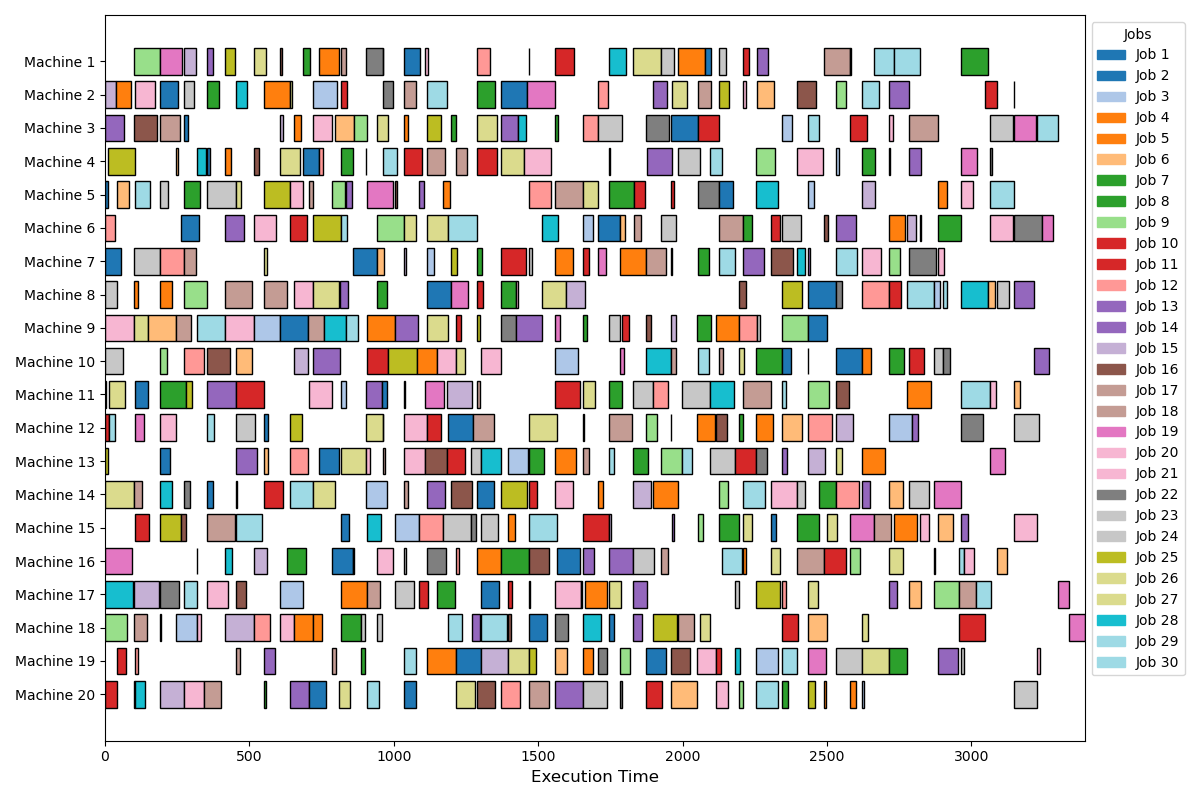 Machine 1
Machine 2
Machine 3
Machine 4
Machine 5
Machine 6
Machine 7
Machine 8
Machine 9
Machine 10
Machine 11
Machine 12
Machine 13
Machine 14
Machine 15
Machine 16
Machine 17
Machine 18
Machine 19
Machine 20
0 500 1000 1500 2000 2500 3000
Execution Time
Jobs
Job 1
Job 2
Job 3
Job 4
Job 5
Job 6
Job 7
Job 8
Job 9
Job 10
Job 11
Job 12
Job 13
Job 14
Job 15
Job 16
Job 17
Job 18
Job 19
Job 20
Job 21
Job 22
Job 23
Job 24
Job 25
Job 26
Job 27
Job 28
Job 29
Job 30